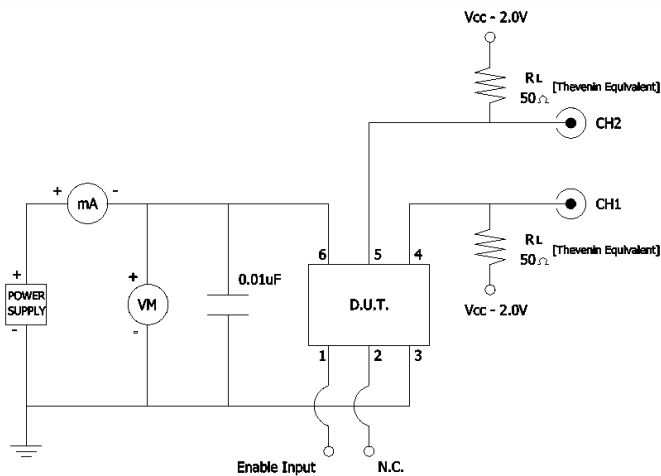 Vcc - 2.0V
RL
50Ω
[Thevenin Equivalent]
CH2
+
-
mA
CH1
RL
50Ω
[Thevenin Equivalent]
Vcc - 2.0V
6
5
4
+
POWER
SUPPLY
-
+
VM
-
0.01uF
D.U.T.
1
2
3
Enable Input
N.C.